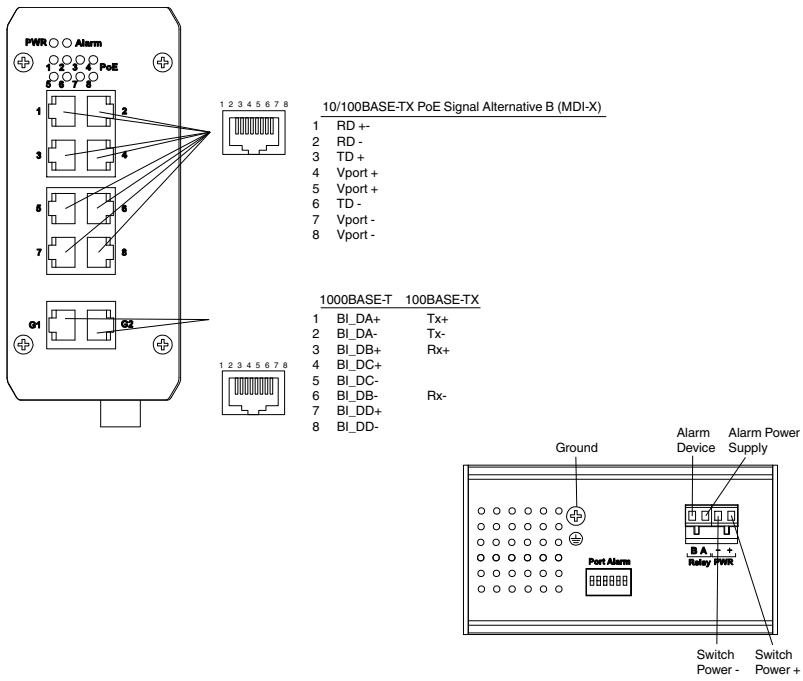 PWR Alarm
1 2 3 4 PoE
5 6 7 8
1 2
3 4
5 6
7 8
G1 G2
1 2 3 4 5 6 7 8
10/100BASE-TX PoE Signal Alternative B (MDI-X)
1 RD +-
2 RD -
3 TD +
4 Vport +
5 Vport +
6 TD -
7 Vport -
8 Vport -
1 2 3 4 5 6 7 8
1000BASE-T 100BASE-TX
1 BI_DA+ Tx+
2 BI_DA- Tx-
3 BI_DB+ Rx+
4 BI_DC+
5 BI_DC-
6 BI_DB- Rx-
7 BI_DD+
8 BI_DD-
Ground
Alarm
Device
Alarm Power
Supply
Port Alarm
B A - +
Relay PWR
Switch
Power -
Switch
Power +